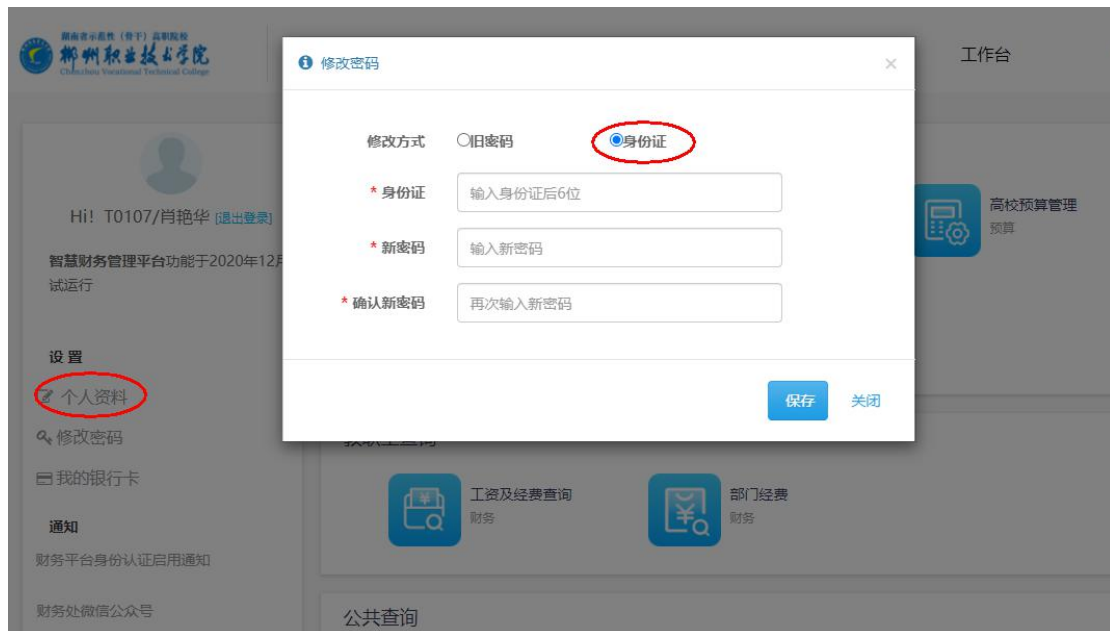 湖南省示范性（骨干）高职院校
郴州职业技术学院
Chenzhou Vocational Technical College
工作台
修改密码
×
修改方式 旧密码 身份证
* 身份证 输入身份证后6位
* 新密码 输入新密码
* 确认新密码 再次输入新密码
保存 关闭
Hi！T0107/肖艳华 [退出登录]
智慧财务管理平台功能于2020年12月
试运行
设 置
个人资料
修改密码
我的银行卡
通知
财务平台身份认证启用通知
财务处微信公众号
高校预算管理
预算
工资及经费查询
财务
部门经费
财务
公共查询